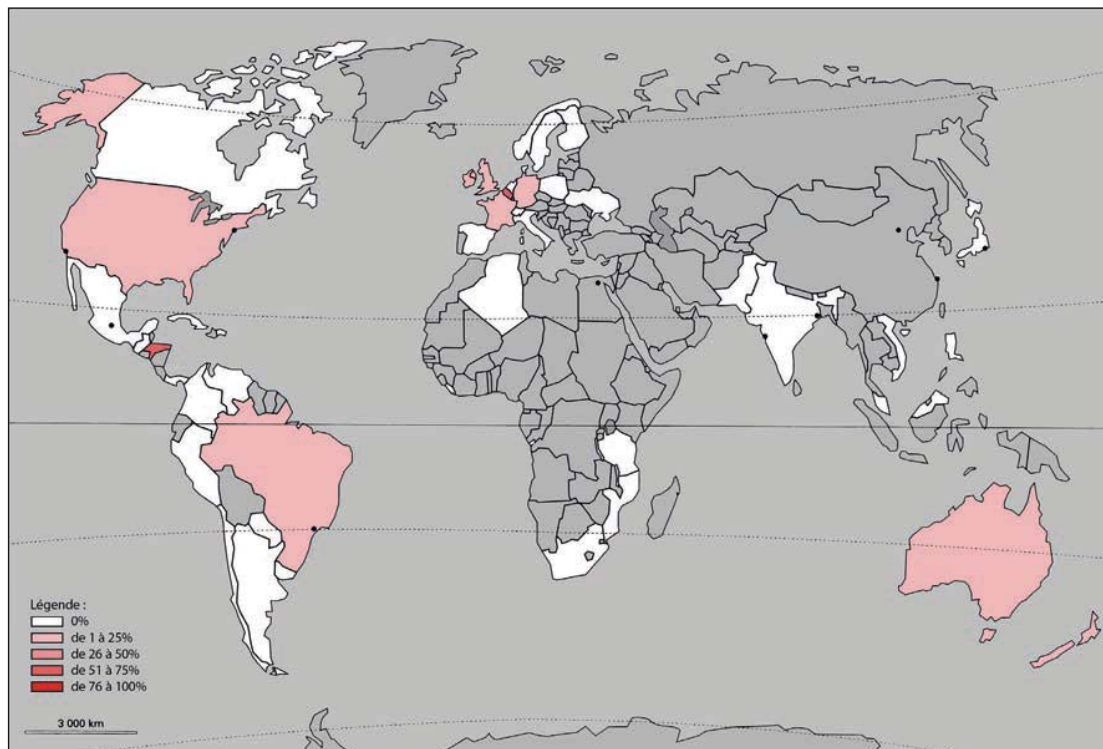 Légende :
0%
de 1 à 25%
de 26 à 50%
de 51 à 75%
de 76 à 100%
3 000 km